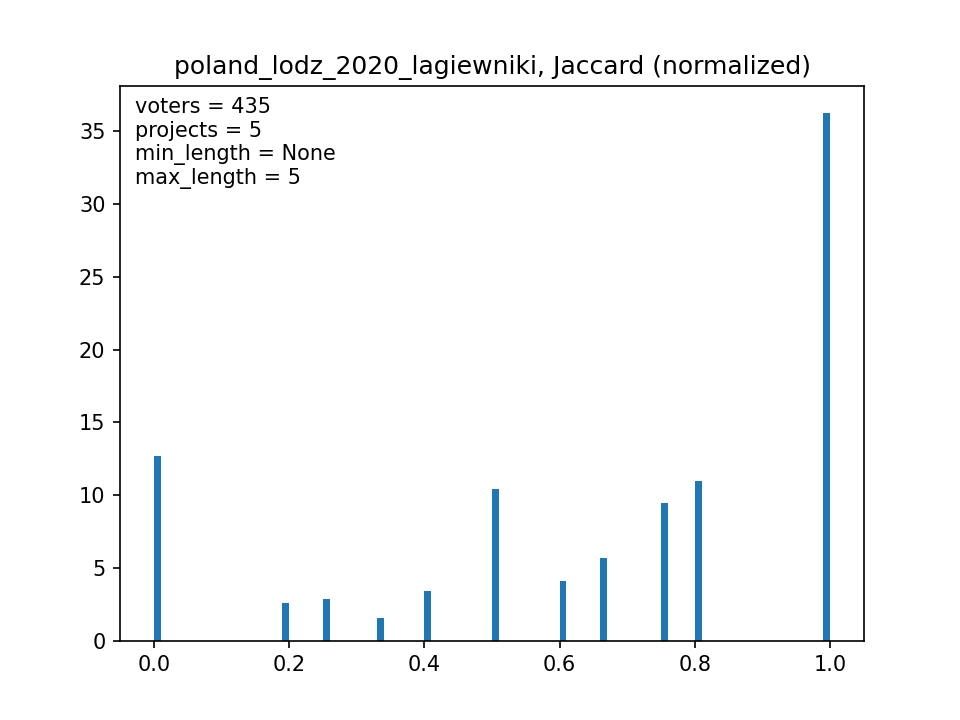 poland_lodz_2020_lagiewniki, Jaccard (normalized)
voters = 435
projects = 5
min_length = None
max_length = 5
35
30
25
20
15
10
5
0
0.0 0.2 0.4 0.6 0.8 1.0